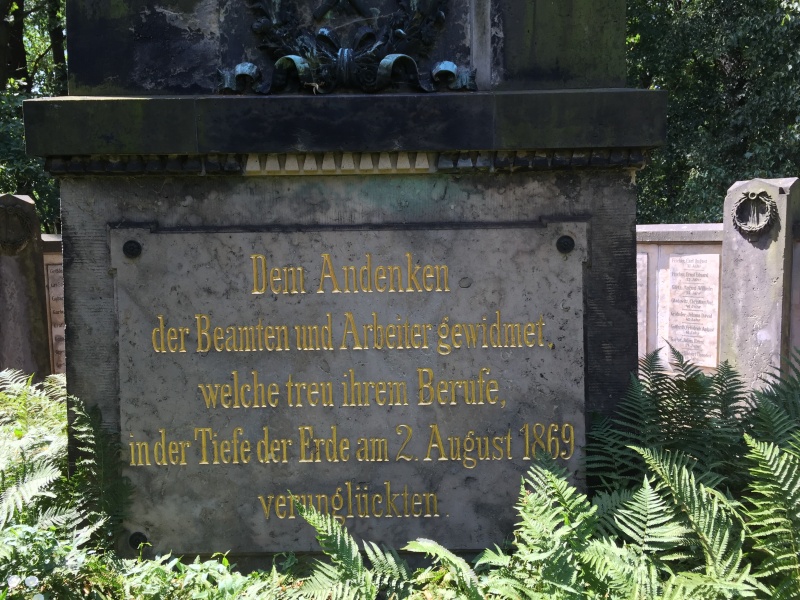 Dem Andenken
der Beamten und Arbeiter gewidmet,
welche treu ihrem Berufe,
in der Tiefe der Erde am 2. August 1869
verunglückten.